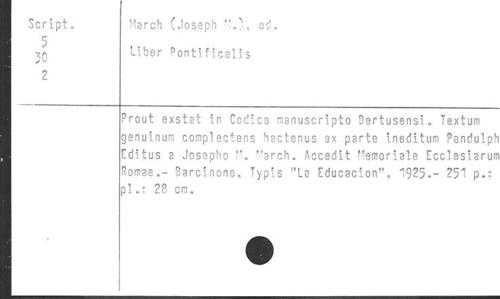 Script.
5
30
2
March (Joseph M.), ed.
Liber Pontificalis
Prout exstat in Codice manuscripto Dertusensi. Textum
genuinum complectens hactenus ex parte ineditum Pandulph
Editus a Josepho M. March. Accedit Memoriale Ecclesiarum
Romae.- Barcinone, Typis "La Educacion", 1925.- 251 p.;
pl.: 28 cm.